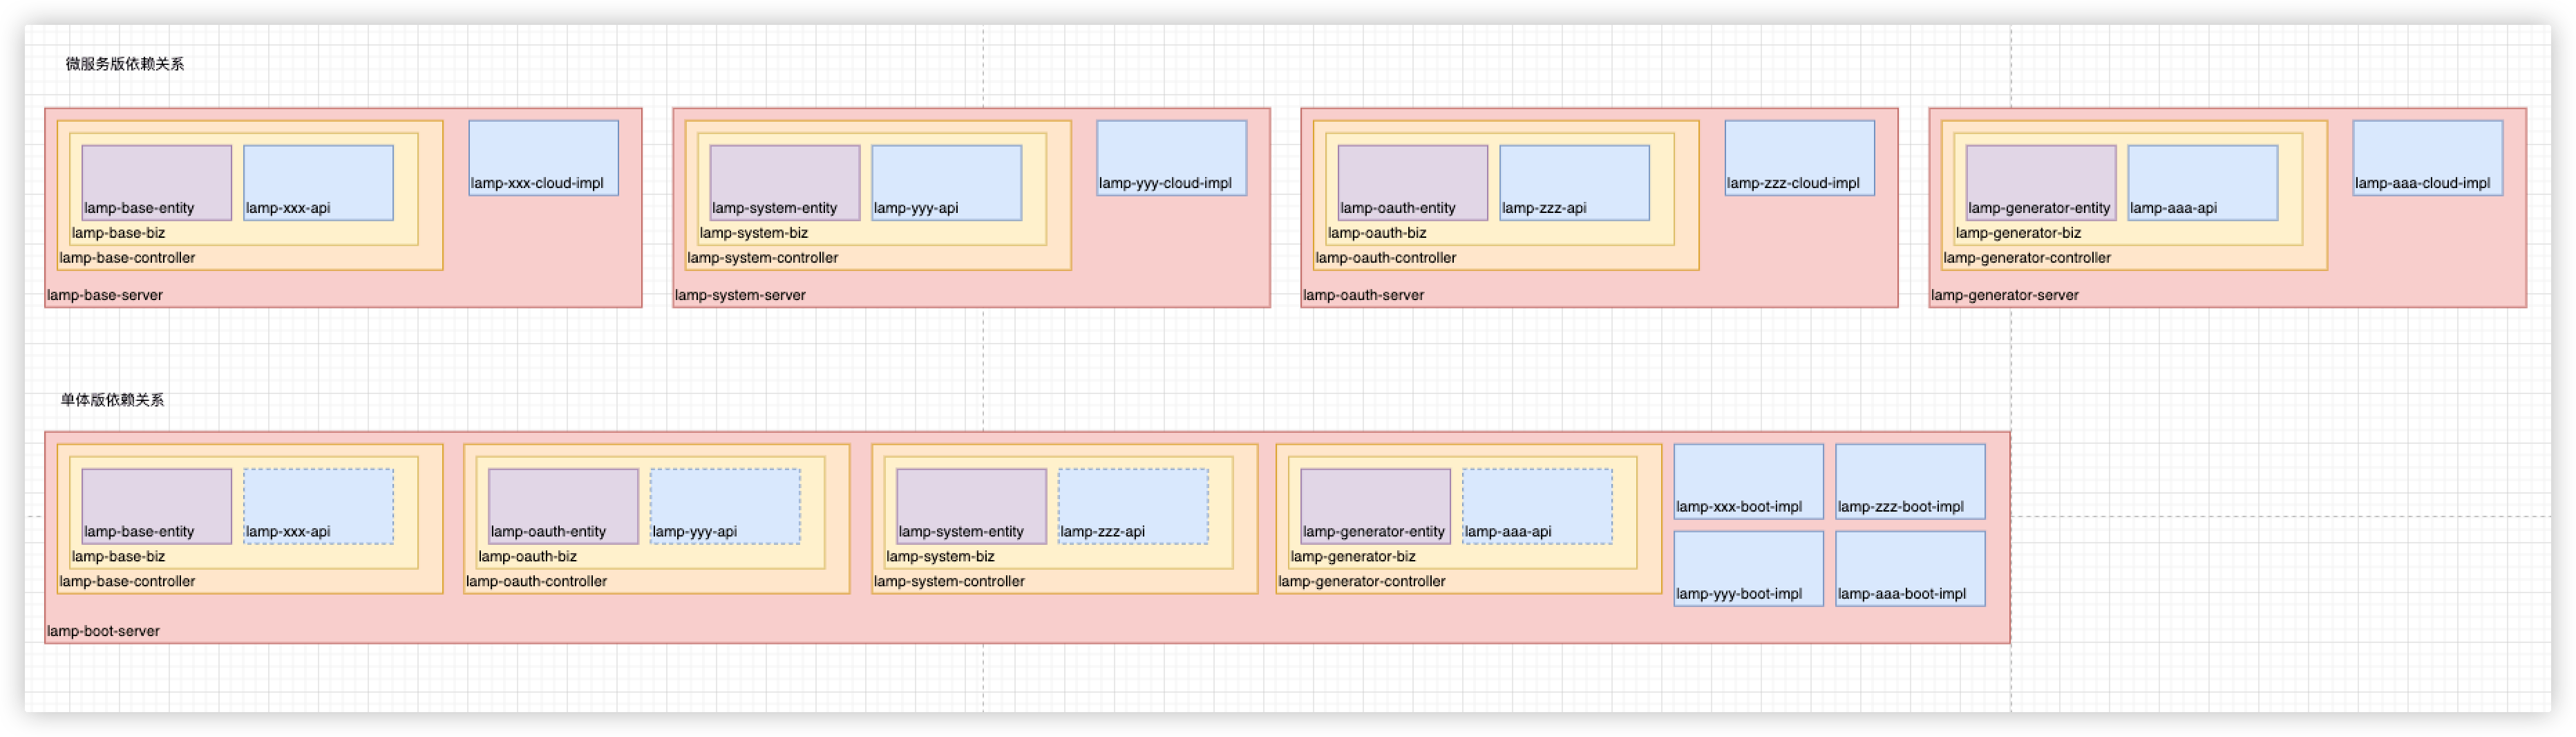 微服务版依赖关系
lamp-base-entity
lamp-xxx-api
lamp-base-biz
lamp-base-controller
lamp-xxx-cloud-impl
lamp-base-server
lamp-system-entity
lamp-yyy-api
lamp-system-biz
lamp-system-controller
lamp-yyy-cloud-impl
lamp-system-server
lamp-oauth-entity
lamp-zzz-api
lamp-oauth-biz
lamp-oauth-controller
lamp-zzz-cloud-impl
lamp-oauth-server
lamp-generator-entity
lamp-aaa-api
lamp-generator-biz
lamp-generator-controller
lamp-aaa-cloud-impl
lamp-generator-server
单体版依赖关系
lamp-base-entity
lamp-xxx-api
lamp-base-biz
lamp-base-controller
lamp-oauth-entity
lamp-yyy-api
lamp-oauth-biz
lamp-oauth-controller
lamp-system-entity
lamp-zzz-api
lamp-system-biz
lamp-system-controller
lamp-generator-entity
lamp-aaa-api
lamp-generator-biz
lamp-generator-controller
lamp-xxx-boot-impl
lamp-zzz-boot-impl
lamp-yyy-boot-impl
lamp-aaa-boot-impl
lamp-boot-server